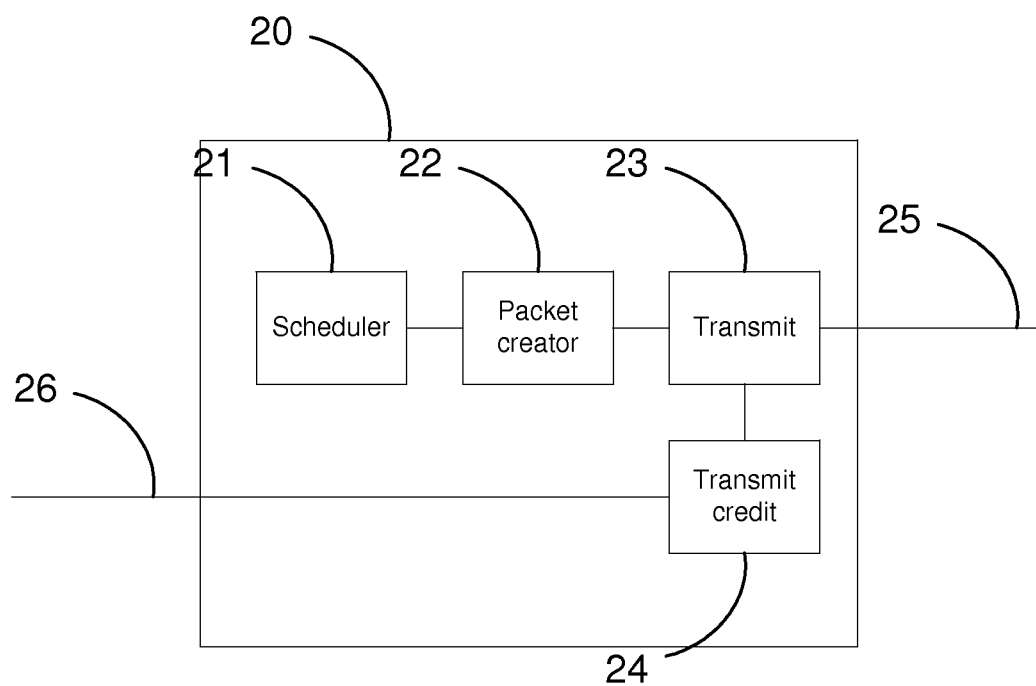 20
21
22
23
25
Scheduler
Packet
creator
Transmit
26
Transmit
credit
24